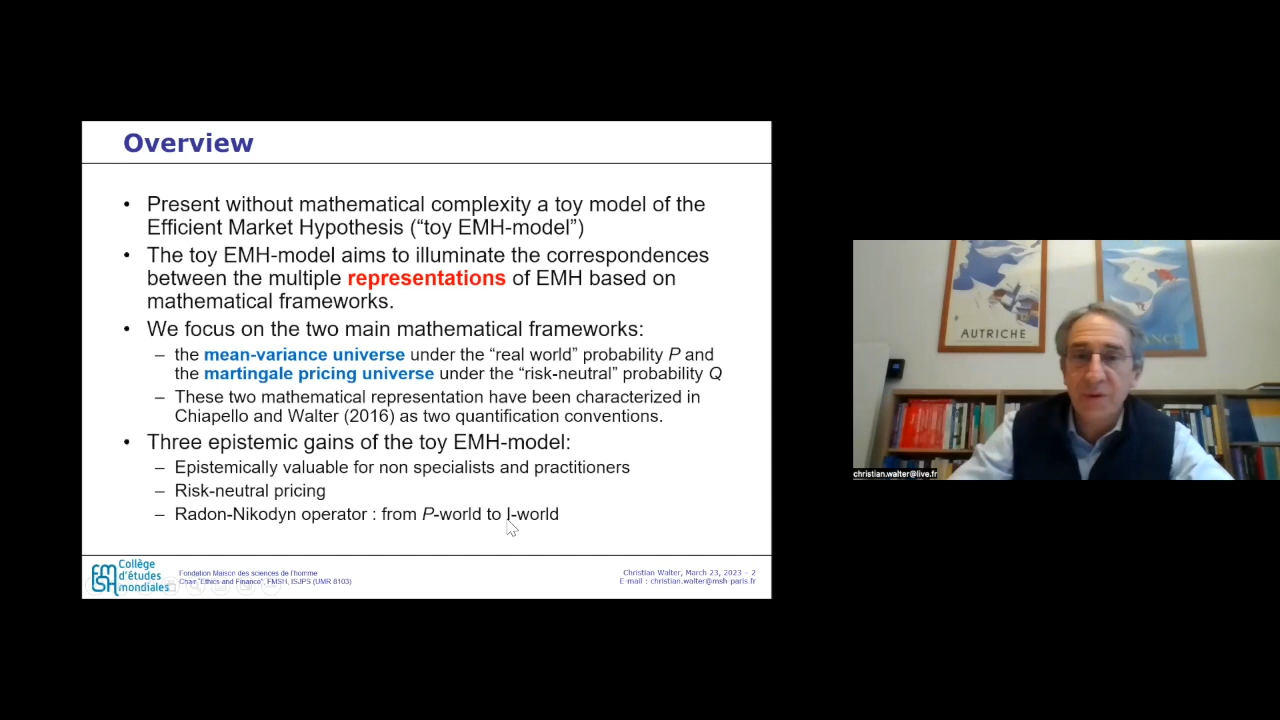 Overview
• Present without mathematical complexity a toy model of the
Efficient Market Hypothesis (“toy EMH-model”)
• The toy EMH-model aims to illuminate the correspondences
between the multiple representations of EMH based on
mathematical frameworks.
• We focus on the two main mathematical frameworks:
– the mean-variance universe under the “real world” probability P and
the martingale pricing universe under the “risk-neutral” probability Q
– These two mathematical representation have been characterized in
Chiapello and Walter (2016) as two quantification conventions.
• Three epistemic gains of the toy EMH-model:
– Epistemically valuable for non specialists and practitioners
– Risk-neutral pricing
– Radon-Nikodyn operator : from P-world to I-world
FMSH
Collège
d'études
mondiales
Fondation Maison des sciences de l'homme
Chair "Ethics and Finance", FMSH, ISJPS (UMR 8103)
Christian Walter, March 23, 2023 – 2
E-mail : christian.walter@msh-paris.fr
AUTRICHE
christian.walter@live.fr